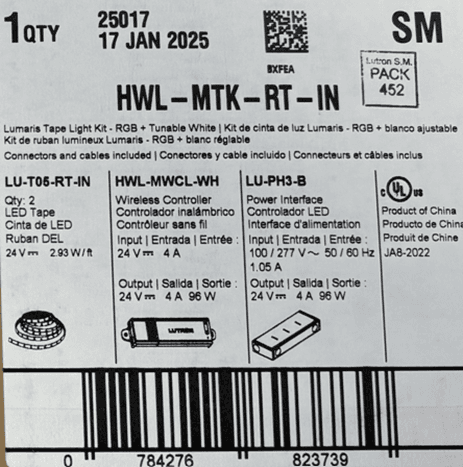 1 QTY
25017
17 JAN 2025
BXFEA
SM
Lutron S.M.
PACK
452
HWL-MTK-RT-IN
Lumaris Tape Light Kit - RGB + Tunable White | Kit de cinta de luz Lumaris - RGB + blanco ajustable
Kit de ruban lumineux Lumaris - RGB + blanc réglable
Connectors and cables included | Conectores y cable incluido | Connecteurs et câbles inclus
LU-T05-RT-IN
Qty: 2
LED Tape
Cinta de LED
Ruban DEL
24 V⎓ 2.93 W/ft
HWL-MWCL-WH
Wireless Controller
Controlador inalámbrico
Contrôleur sans fil
Input | Entrada | Entrée :
24 V⎓ 4 A
Output | Salida | Sortie :
24 V⎓ 4 A 96 W
LUTRON
LU-PH3-B
Power Interface
Controlador LED
Interface d'alimentation
Input | Entrada | Entrée :
100 / 277 V~ 50 / 60 Hz
1.05 A
Output | Salida | Sortie :
24 V⎓ 4 A 96 W
c UL us
Product of China
Producto de China
Produit de Chine
JA8-2022
0 784276 823739